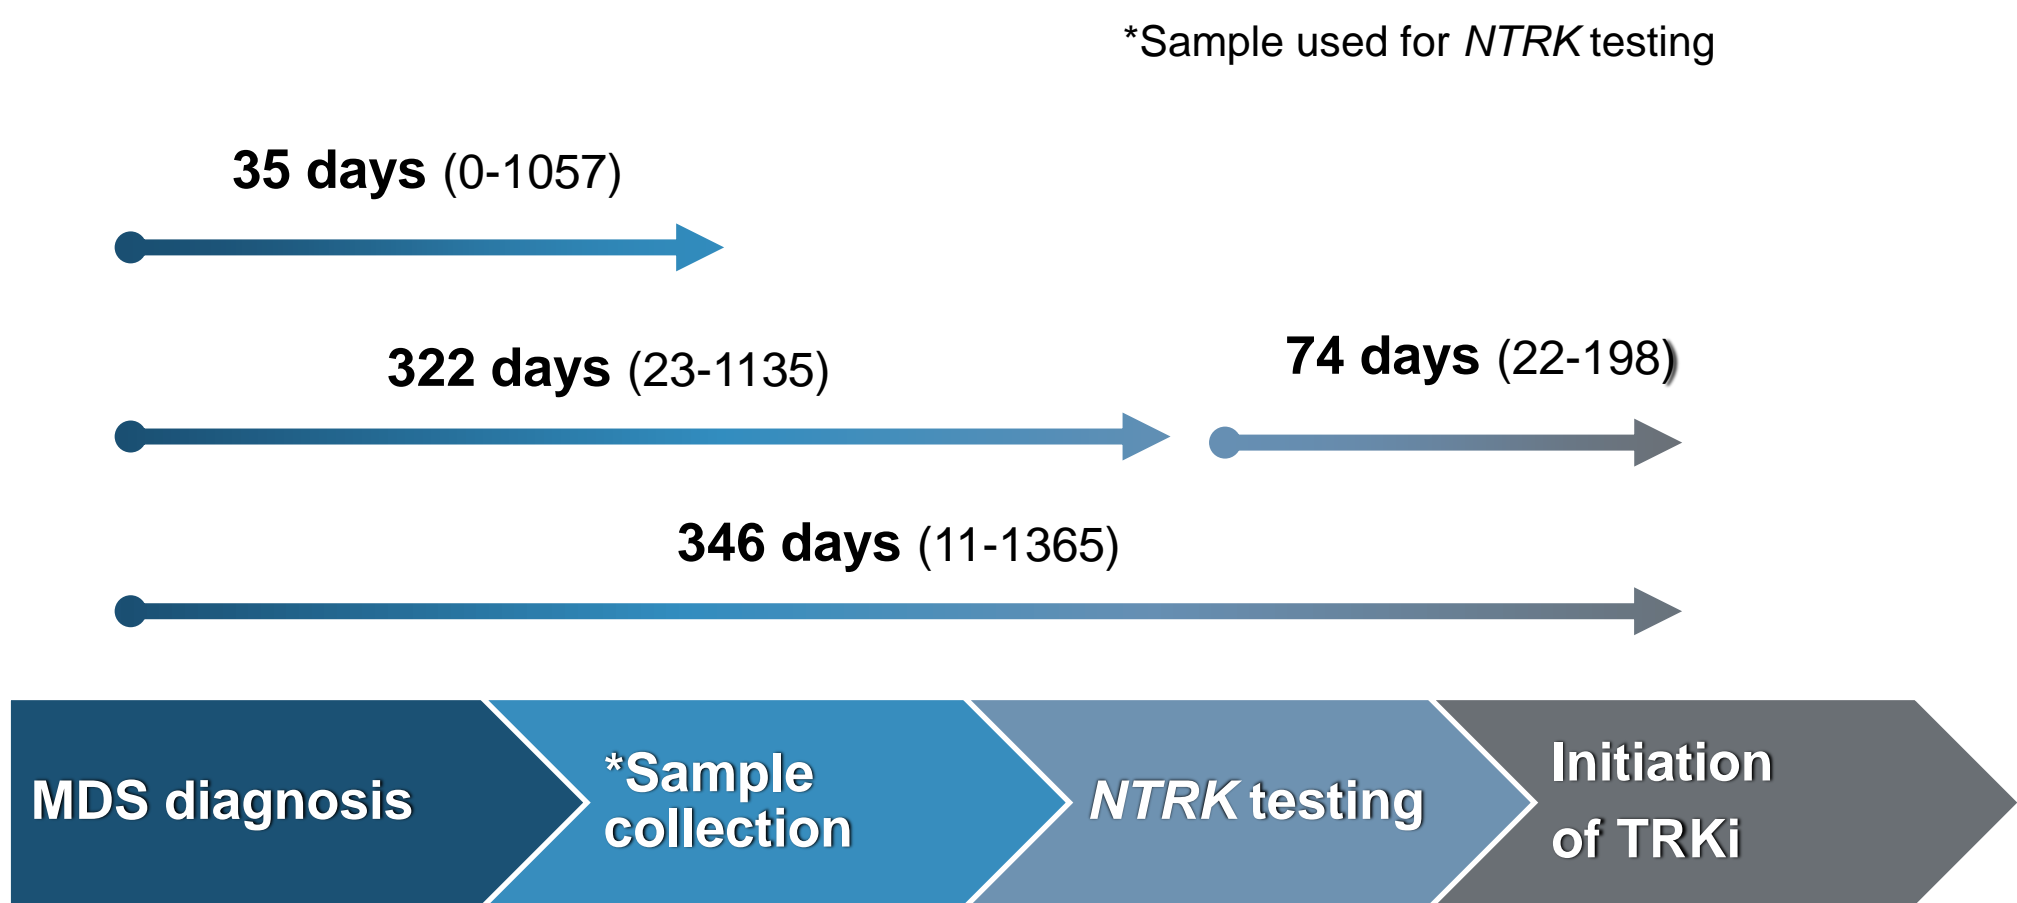 *Sample used for NTRK testing
35 days (0-1057)
322 days (23-1135)
74 days (22-198)
346 days (11-1365)
MDS diagnosis
*Sample
collection
NTRK testing
Initiation
of TRKi